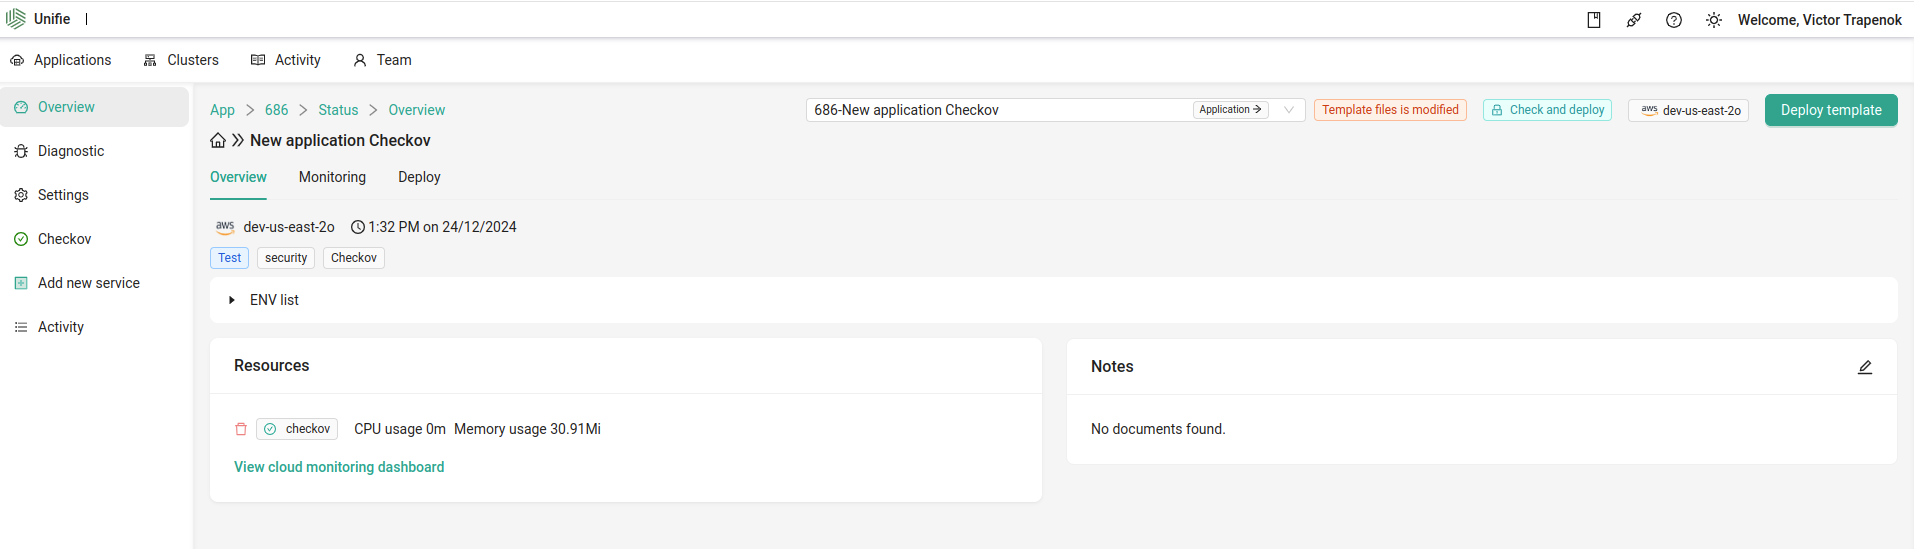 Unifie
Welcome, Victor Trapenok
Applications Clusters Activity Team
Overview
Diagnostic
Settings
Checkov
Add new service
Activity
App > 686 > Status > Overview
686-New application Checkov Application → Template files is modified Check and deploy aws dev-us-east-2o Deploy template
New application Checkov
Overview Monitoring Deploy
aws dev-us-east-2o 1:32 PM on 24/12/2024
Test security Checkov
ENV list
Resources
checkov CPU usage 0m Memory usage 30.91Mi
View cloud monitoring dashboard
Notes
No documents found.